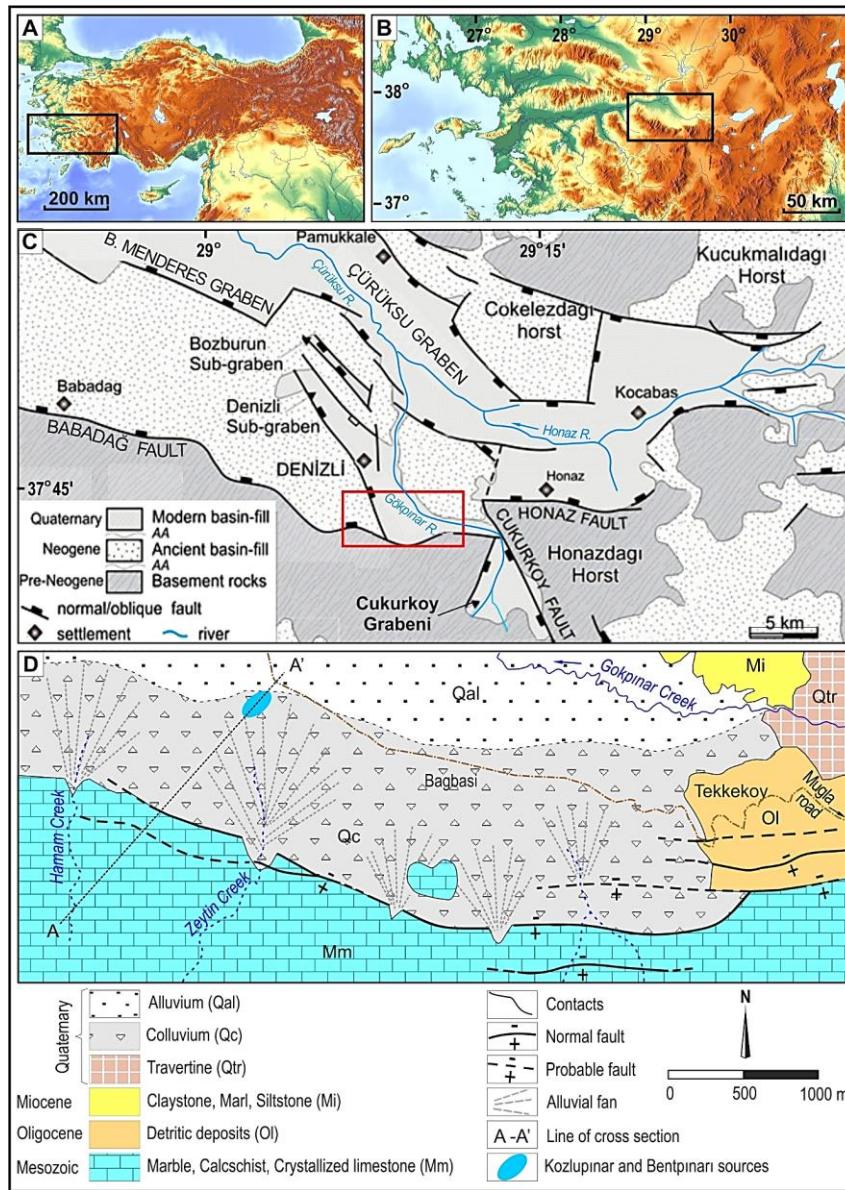 A
200 km
B
27° 28° 29° 30°
38°
37°
50 km
C
29°
29° 15'
Pamukkale
Kucukmalıdagı
Horst
B. MENDERES GRABEN
Çürüksu R.
ÇÜRÜKSU GRABEN
Cokelezdagı
horst
Bozburun
Sub-graben
Babadag
Kocabas
Denizli
Sub-graben
Honaz R.
BABADAĞ FAULT
DENİZLİ
Honaz
37° 45'
Gökpınar R.
HONAZ FAULT
CUKURKOY FAULT
Honazdagı
Horst
Cukurkoy
Grabeni
Quaternary
Modern basin-fill
AA
Neogene
Ancient basin-fill
AA
Pre-Neogene
Basement rocks
normal/oblique fault
settlement
river
5 km
D
A'
Qal
Gokpınar Creek
Mi
Qtr
Bagbası
Tekkekoy
Mugla
road
Ol
Qc
Hamam Creek
Zeytin Creek
A
Mm
Quaternary
Alluvium (Qal)
Colluvium (Qc)
Travertine (Qtr)
Miocene
Claystone, Marl, Siltstone (Mi)
Oligocene
Detritic deposits (Ol)
Mesozoic
Marble, Calcschist, Crystallized limestone (Mm)
Contacts
Normal fault
Probable fault
Alluvial fan
A -A'
Line of cross section
Kozlupınar and Bentpınarı sources
N
0 500 1000 m